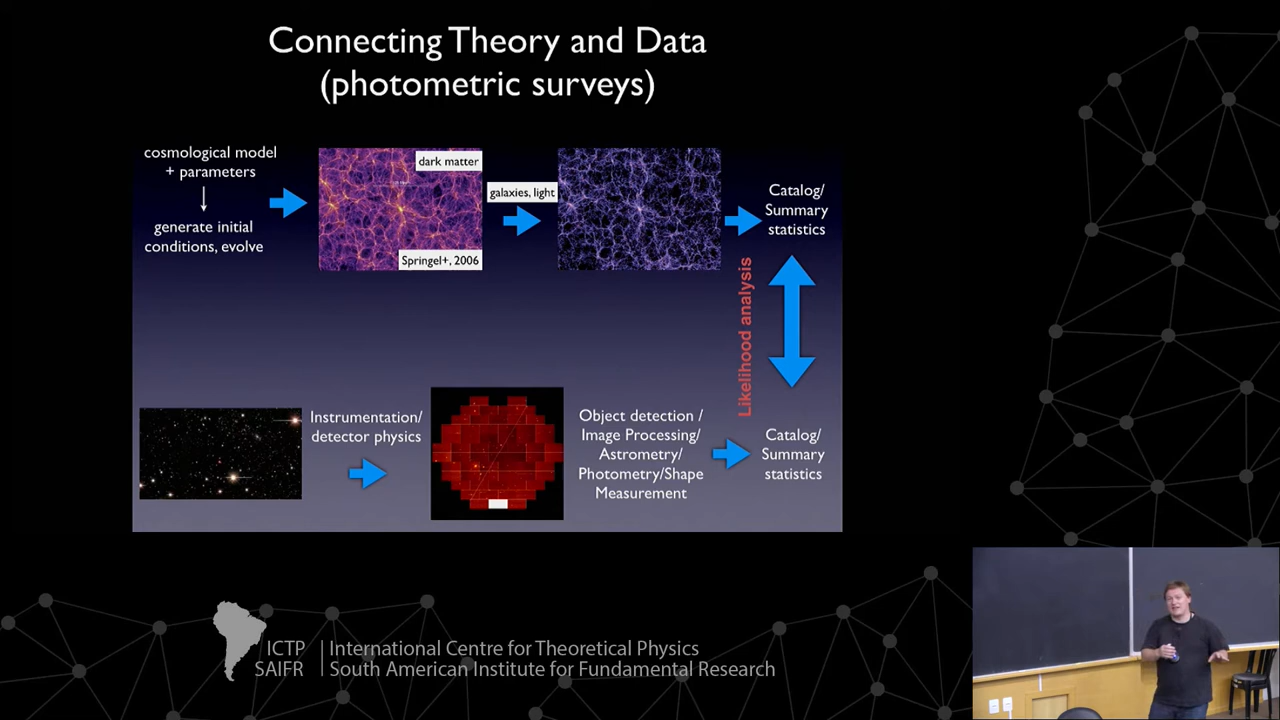 Connecting Theory and Data
(photometric surveys)
cosmological model
+ parameters
generate initial
conditions, evolve
dark matter
Springel+, 2006
galaxies, light
Catalog/
Summary
statistics
Likelihood analysis
Instrumentation/
detector physics
Object detection /
Image Processing/
Astrometry/
Photometry/Shape
Measurement
Catalog/
Summary
statistics
ICTP
SAIFR
International Centre for Theoretical Physics
South American Institute for Fundamental Research